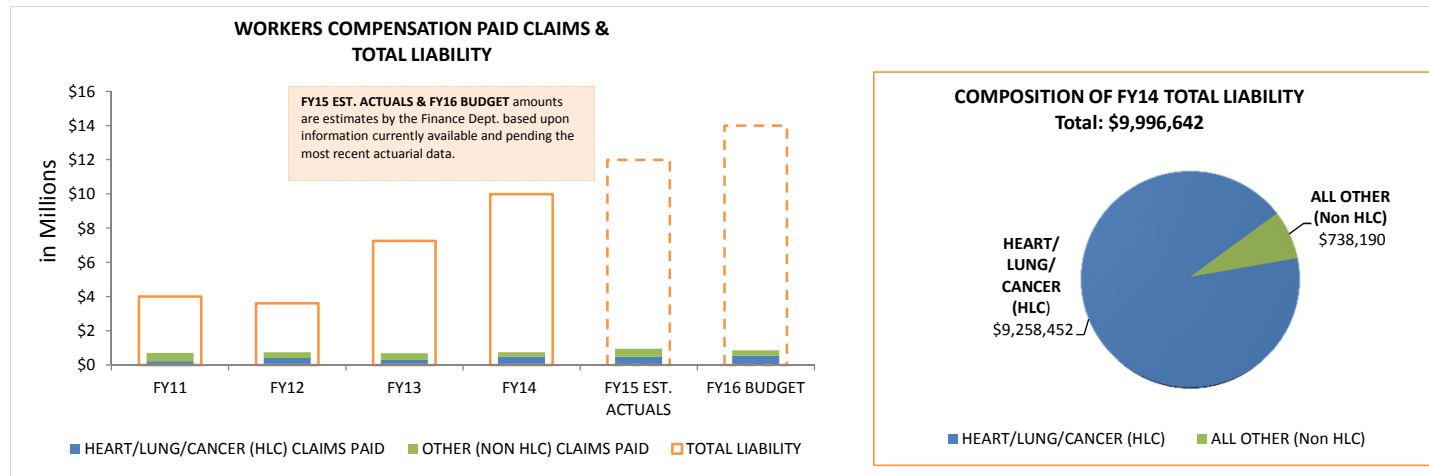 WORKERS COMPENSATION PAID CLAIMS &
TOTAL LIABILITY
$16
$14
$12
$10
$8
$6
$4
$2
$0
in Millions
FY15 EST. ACTUALS & FY16 BUDGET amounts
are estimates by the Finance Dept. based upon
information currently available and pending the
most recent actuarial data.
FY11
FY12
FY13
FY14
FY15 EST.
ACTUALS
FY16 BUDGET
HEART/LUNG/CANCER (HLC) CLAIMS PAID
OTHER (NON HLC) CLAIMS PAID
TOTAL LIABILITY
COMPOSITION OF FY14 TOTAL LIABILITY
Total: $9,996,642
ALL OTHER
(Non HLC)
$738,190
HEART/
LUNG/
CANCER
(HLC)
$9,258,452
HEART/LUNG/CANCER (HLC)
ALL OTHER (Non HLC)